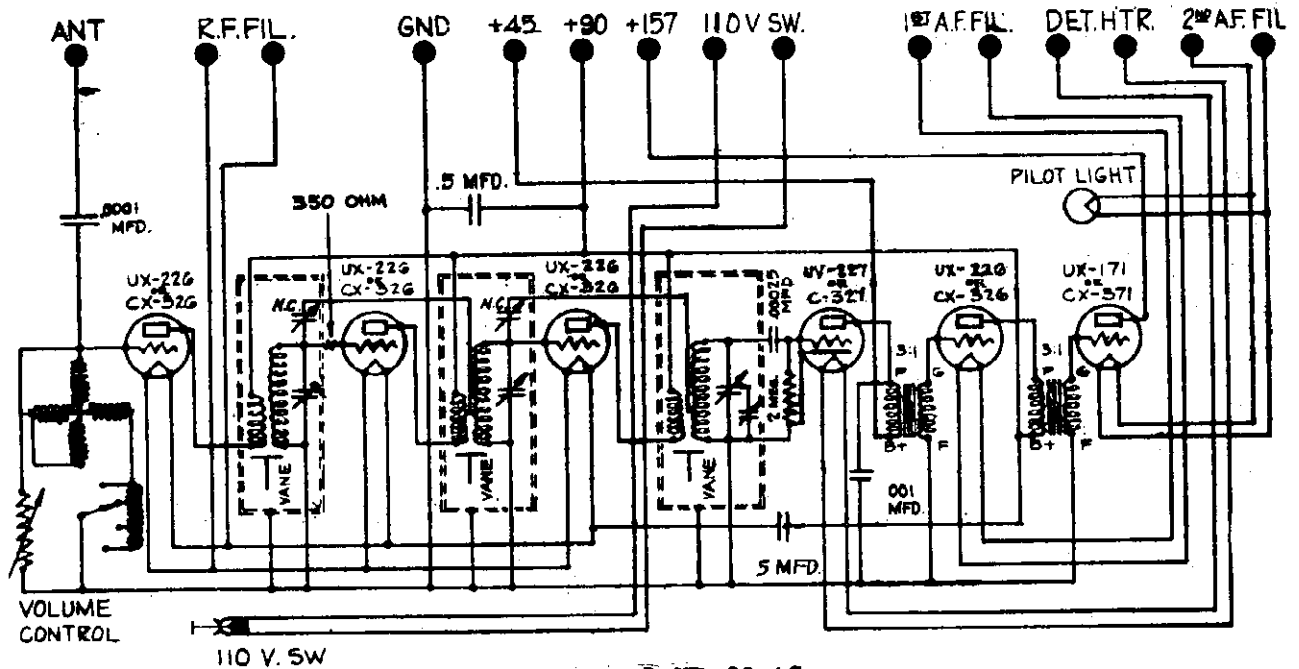 ANT
R.F.FIL.
GND
+45
+90
+157
110V SW.
1ST A.F.FIL.
DET.HTR.
2ND A.F.FIL
PILOT LIGHT
.5 MFD.
350 OHM
.0001
MFD.
UX-226
OR
CX-326
UX-226
OR
CX-326
UX-226
OR
CX-326
UY-227
OR
C-327
UX-226
OR
CX-326
UX-171
OR
CX-371
N.C.
N.C.
.00025
MFD
2 MEG.
3:1
P
G
B+
F
3:1
P
G
B+
F
VANE
VANE
VANE
.001
MFD.
.5 MFD.
VOLUME
CONTROL
110 V. SW